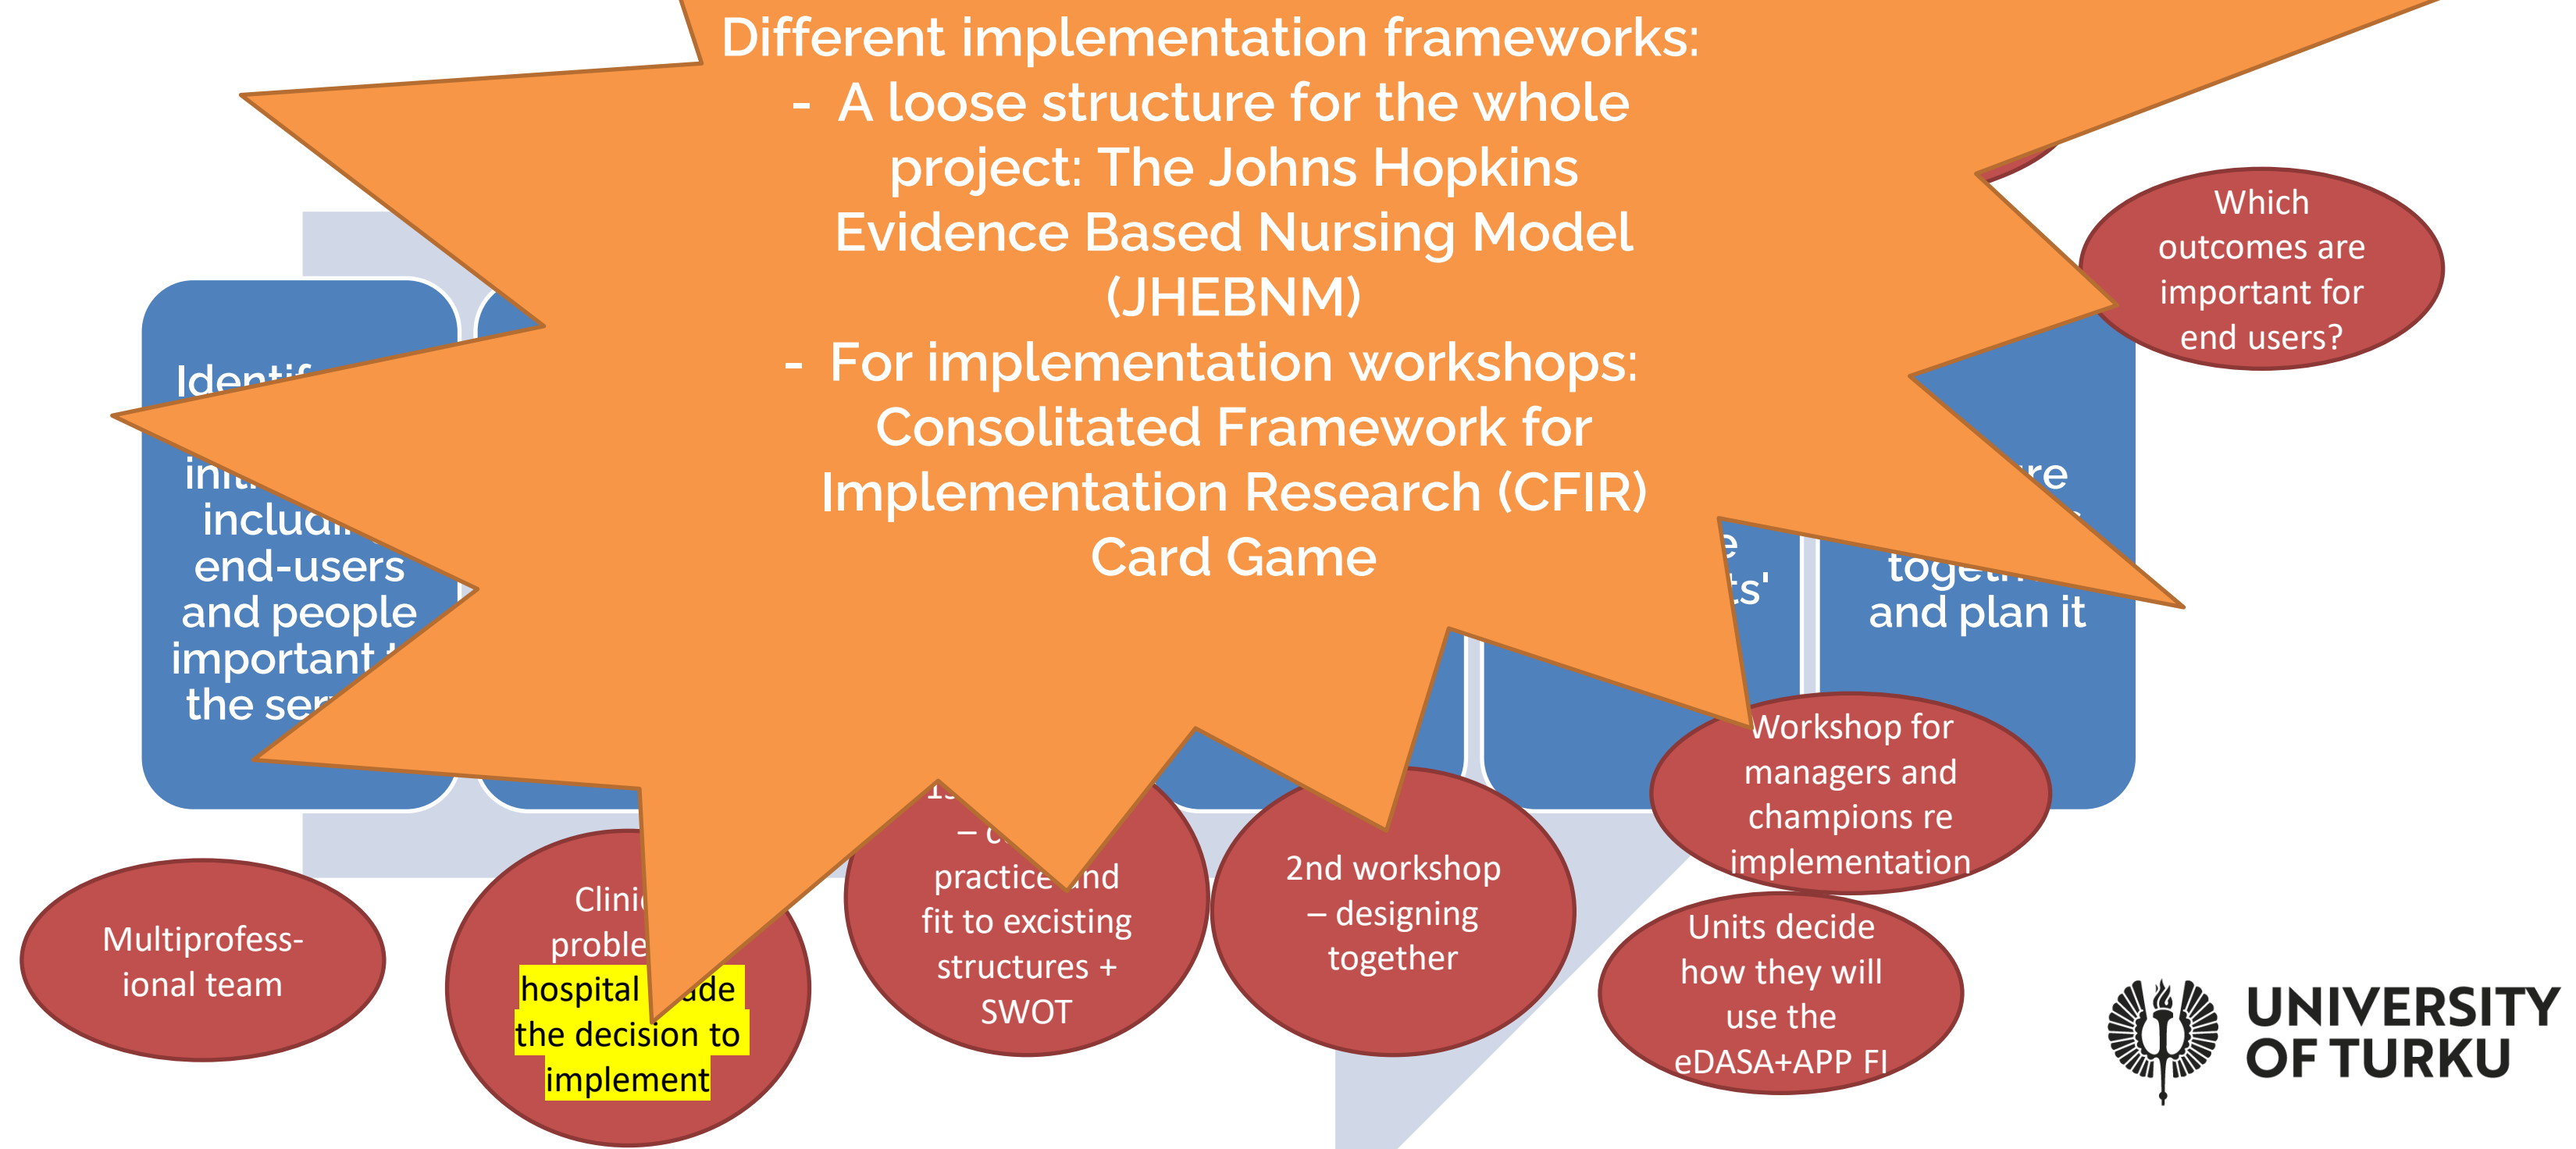 Different implementation frameworks:
- A loose structure for the whole
project: The Johns Hopkins
Evidence Based Nursing Model
(JHEBNM)
- For implementation workshops:
Consolitated Framework for
Implementation Research (CFIR)
Card Game
end-users
and people
important
the
and plan it
Which
outcomes are
important for
end users?
Multiprofess-
ional team
hospital
the decision to
implement
practice and
fit to excisting
structures +
SWOT
2nd workshop
– designing
together
Workshop for
managers and
champions re
implementation
Units decide
how they will
use the
eDASA+APP FI
UNIVERSITY
OF TURKU